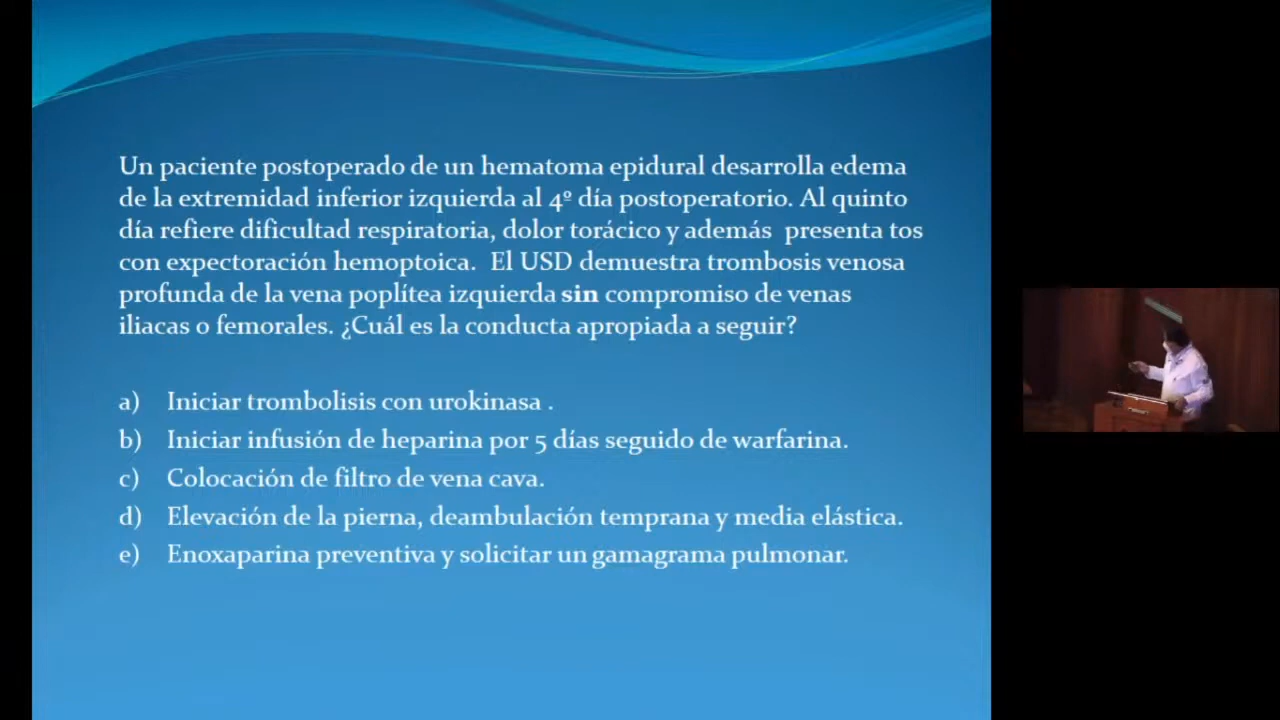 Un paciente postoperado de un hematoma epidural desarrolla edema
de la extremidad inferior izquierda al 4º día postoperatorio. Al quinto
día refiere dificultad respiratoria, dolor torácico y además presenta tos
con expectoración hemoptoica. El USD demuestra trombosis venosa
profunda de la vena poplítea izquierda sin compromiso de venas
iliacas o femorales. ¿Cuál es la conducta apropiada a seguir?
a) Iniciar trombolisis con urokinasa .
b) Iniciar infusión de heparina por 5 días seguido de warfarina.
c) Colocación de filtro de vena cava.
d) Elevación de la pierna, deambulación temprana y media elástica.
e) Enoxaparina preventiva y solicitar un gamagrama pulmonar.